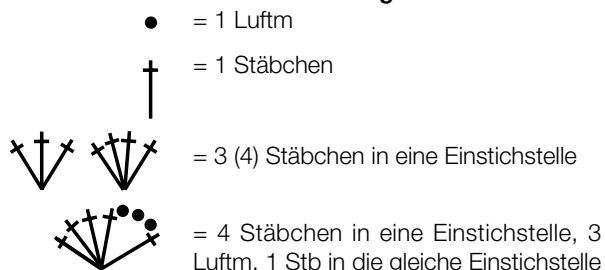 = 1 Luftm
= 1 Stäbchen
= 3 (4) Stäbchen in eine Einstichstelle
= 4 Stäbchen in eine Einstichstelle, 3
Luftm, 1 Stb in die gleiche Einstichstelle